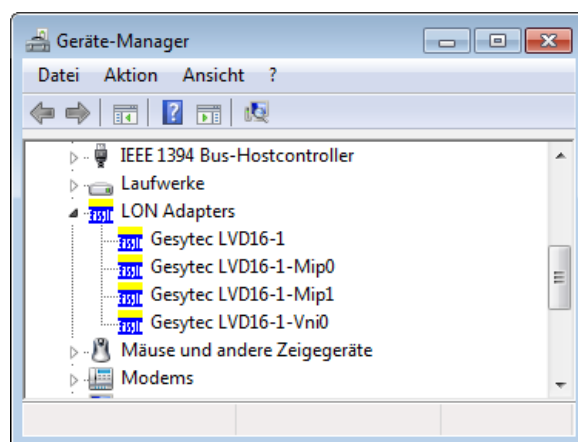 Geräte-Manager
Datei Aktion Ansicht ?
IEEE 1394 Bus-Hostcontroller
Laufwerke
LON Adapters
Gesytec LVD16-1
Gesytec LVD16-1-Mip0
Gesytec LVD16-1-Mip1
Gesytec LVD16-1-Vni0
Mäuse und andere Zeigegeräte
Modems